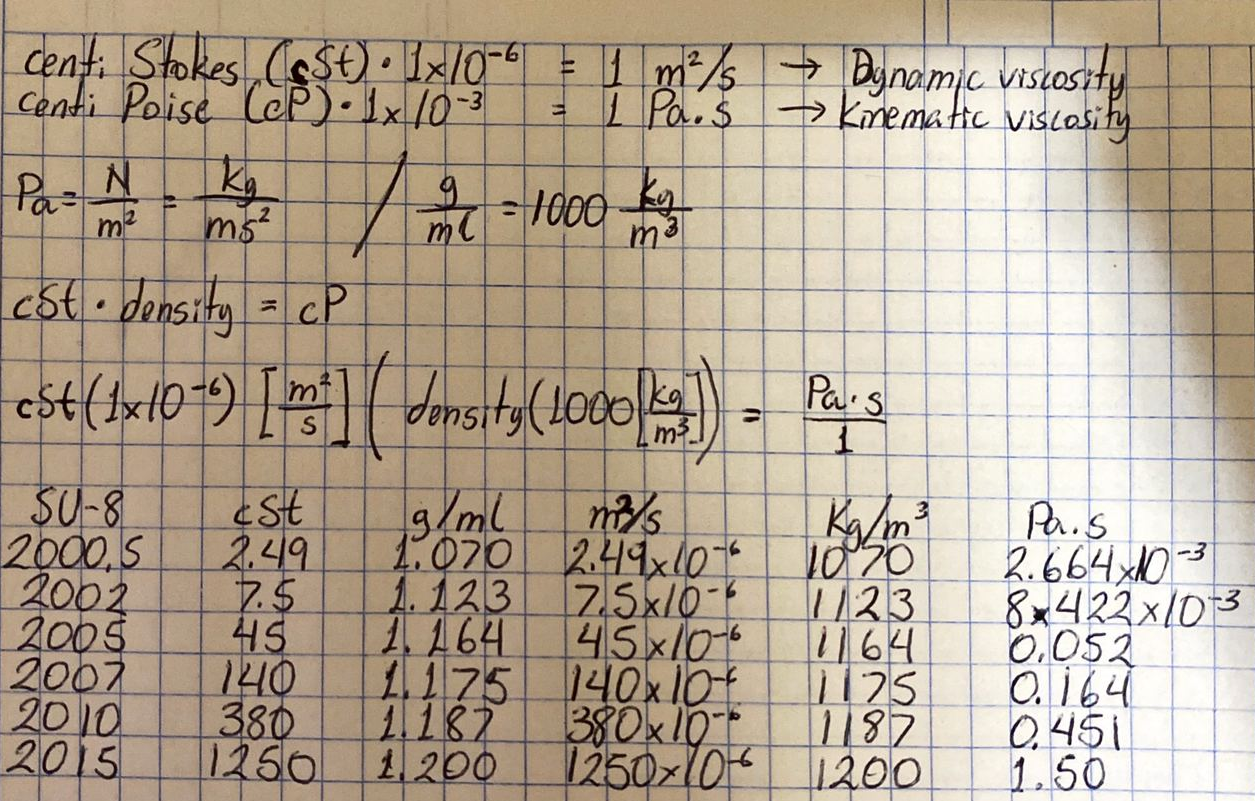 centi Stokes (cSt) · 1x10⁻⁶ = 1 m²/s → Dynamic viscosity
centi Poise (cP) · 1x10⁻³ = 1 Pa.s → Kinematic viscosity
Pa = N/m² = kg/ms² / g/ml = 1000 kg/m³
cSt · density = cP
cSt (1x10⁻⁶) [m²/s] (density (1000 [kg/m³])) = Pa·s/1
SU-8 cSt g/ml m²/s Kg/m³ Pa.s
2000.5 2.49 1.070 2.49x10⁻⁶ 1070 2.664x10⁻³
2002 7.5 1.123 7.5x10⁻⁶ 1123 8x422x10⁻³
2005 45 1.164 45x10⁻⁶ 1164 0.052
2007 140 1.175 140x10⁻⁶ 1175 0.164
2010 380 1.187 380x10⁻⁶ 1187 0.451
2015 1250 1.200 1250x10⁻⁶ 1200 1.50